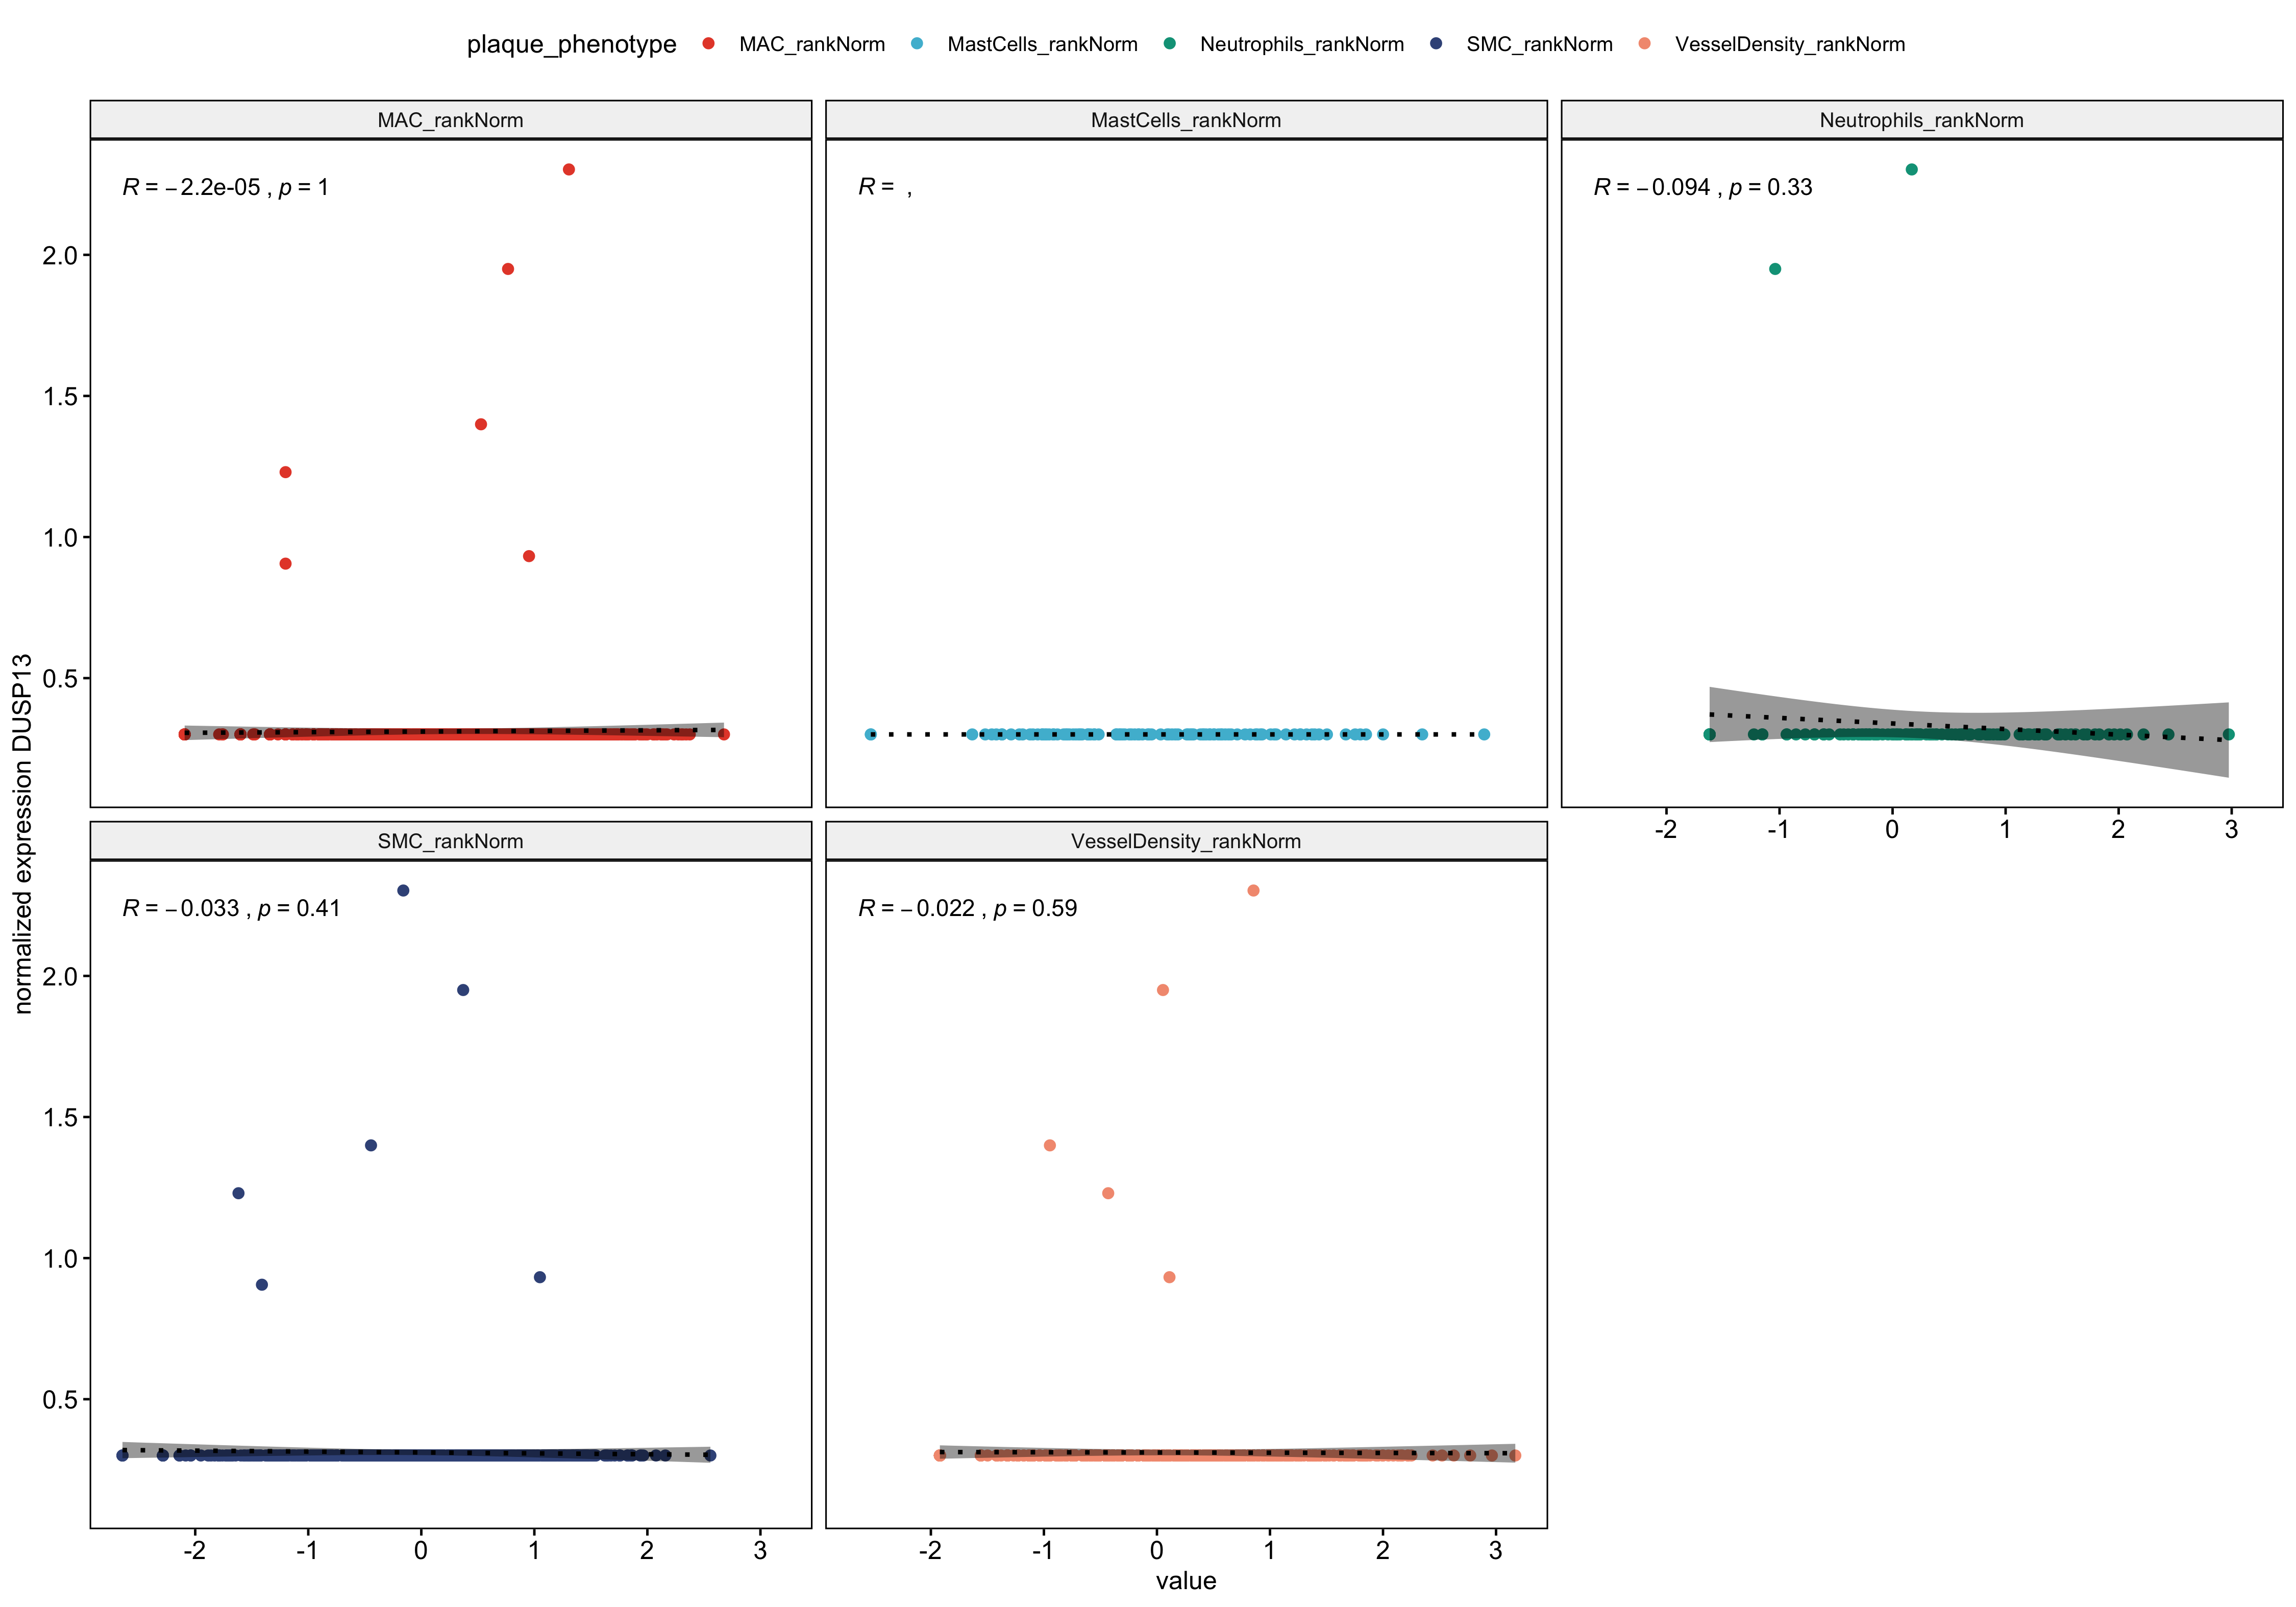 plaque_phenotype MAC_rankNorm MastCells_rankNorm Neutrophils_rankNorm SMC_rankNorm VesselDensity_rankNorm
MAC_rankNorm
MastCells_rankNorm
Neutrophils_rankNorm
R = −2.2e-05 , p = 1
R = ,
R = −0.094 , p = 0.33
2.0
1.5
1.0
0.5
-2 -1 0 1 2 3
SMC_rankNorm
VesselDensity_rankNorm
R = −0.033 , p = 0.41
R = −0.022 , p = 0.59
2.0
1.5
1.0
0.5
-2 -1 0 1 2 3
-2 -1 0 1 2 3
value
normalized expression DUSP13